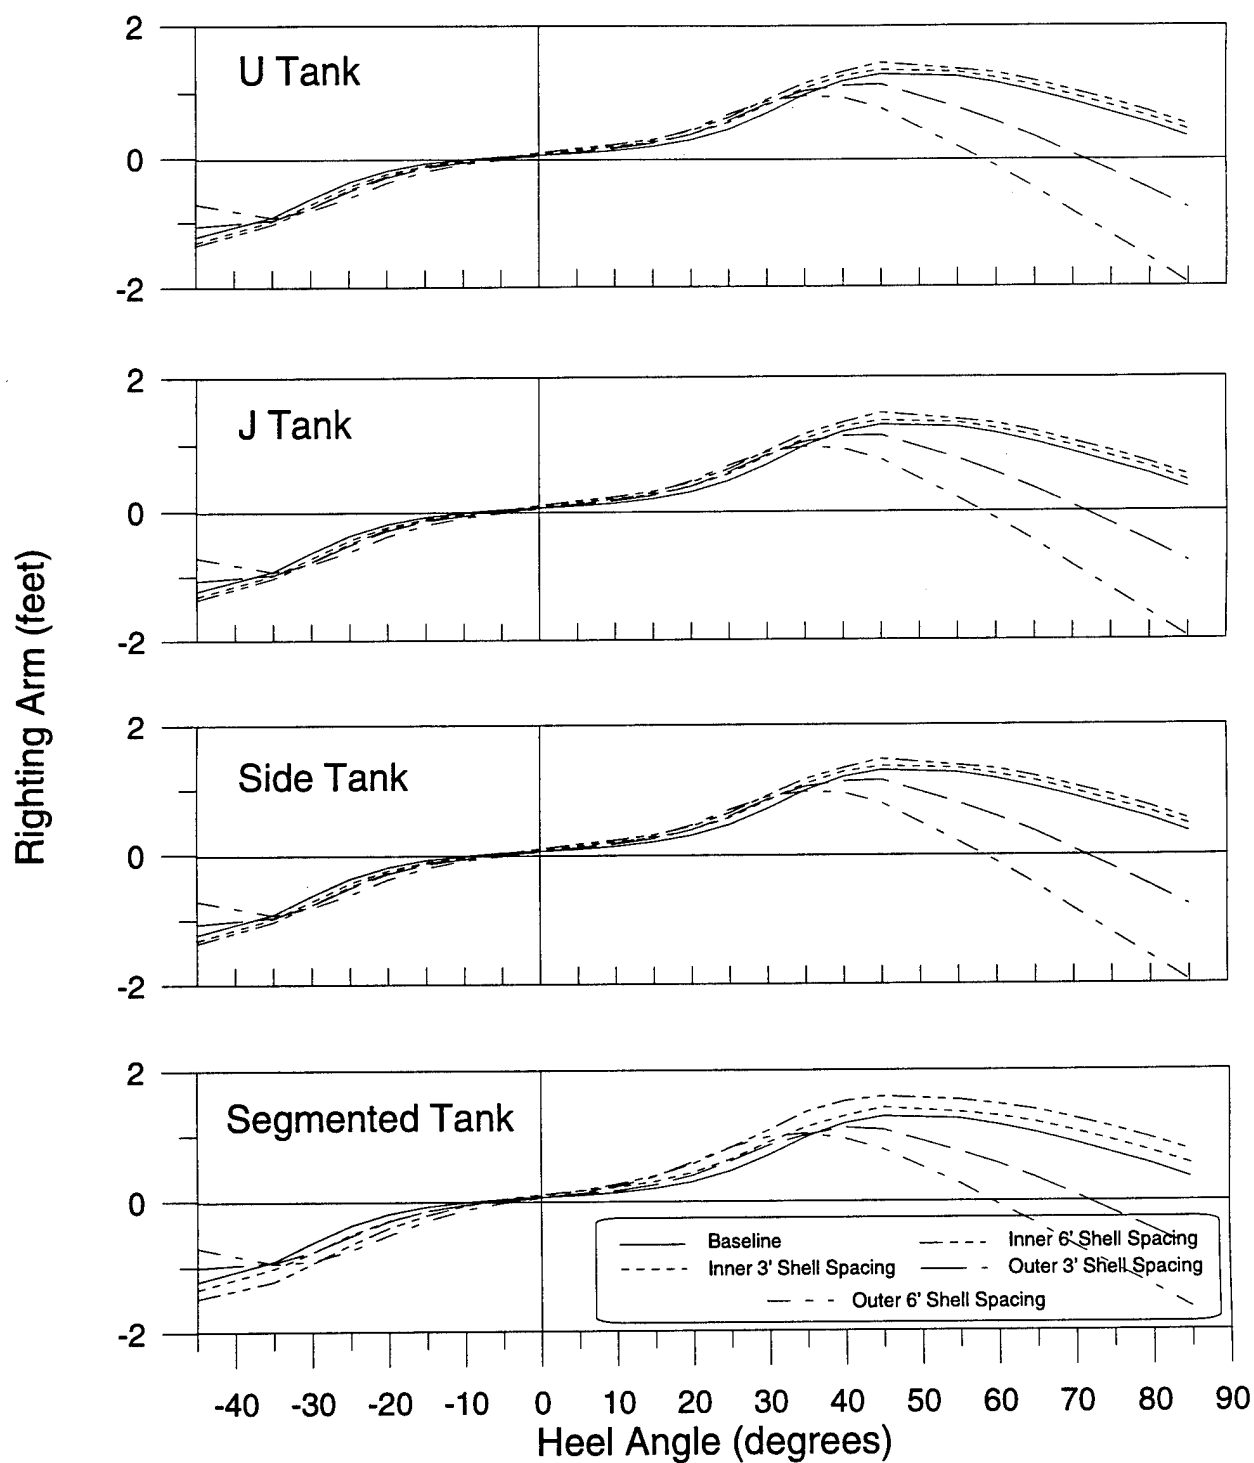 2
U Tank
0
-2
2
J Tank
0
-2
Righting Arm (feet)
2
Side Tank
0
-2
2
Segmented Tank
0
Baseline Inner 6' Shell Spacing
Inner 3' Shell Spacing Outer 3' Shell Spacing
Outer 6' Shell Spacing
-2
-40 -30 -20 -10 0 10 20 30 40 50 60 70 80 90
Heel Angle (degrees)